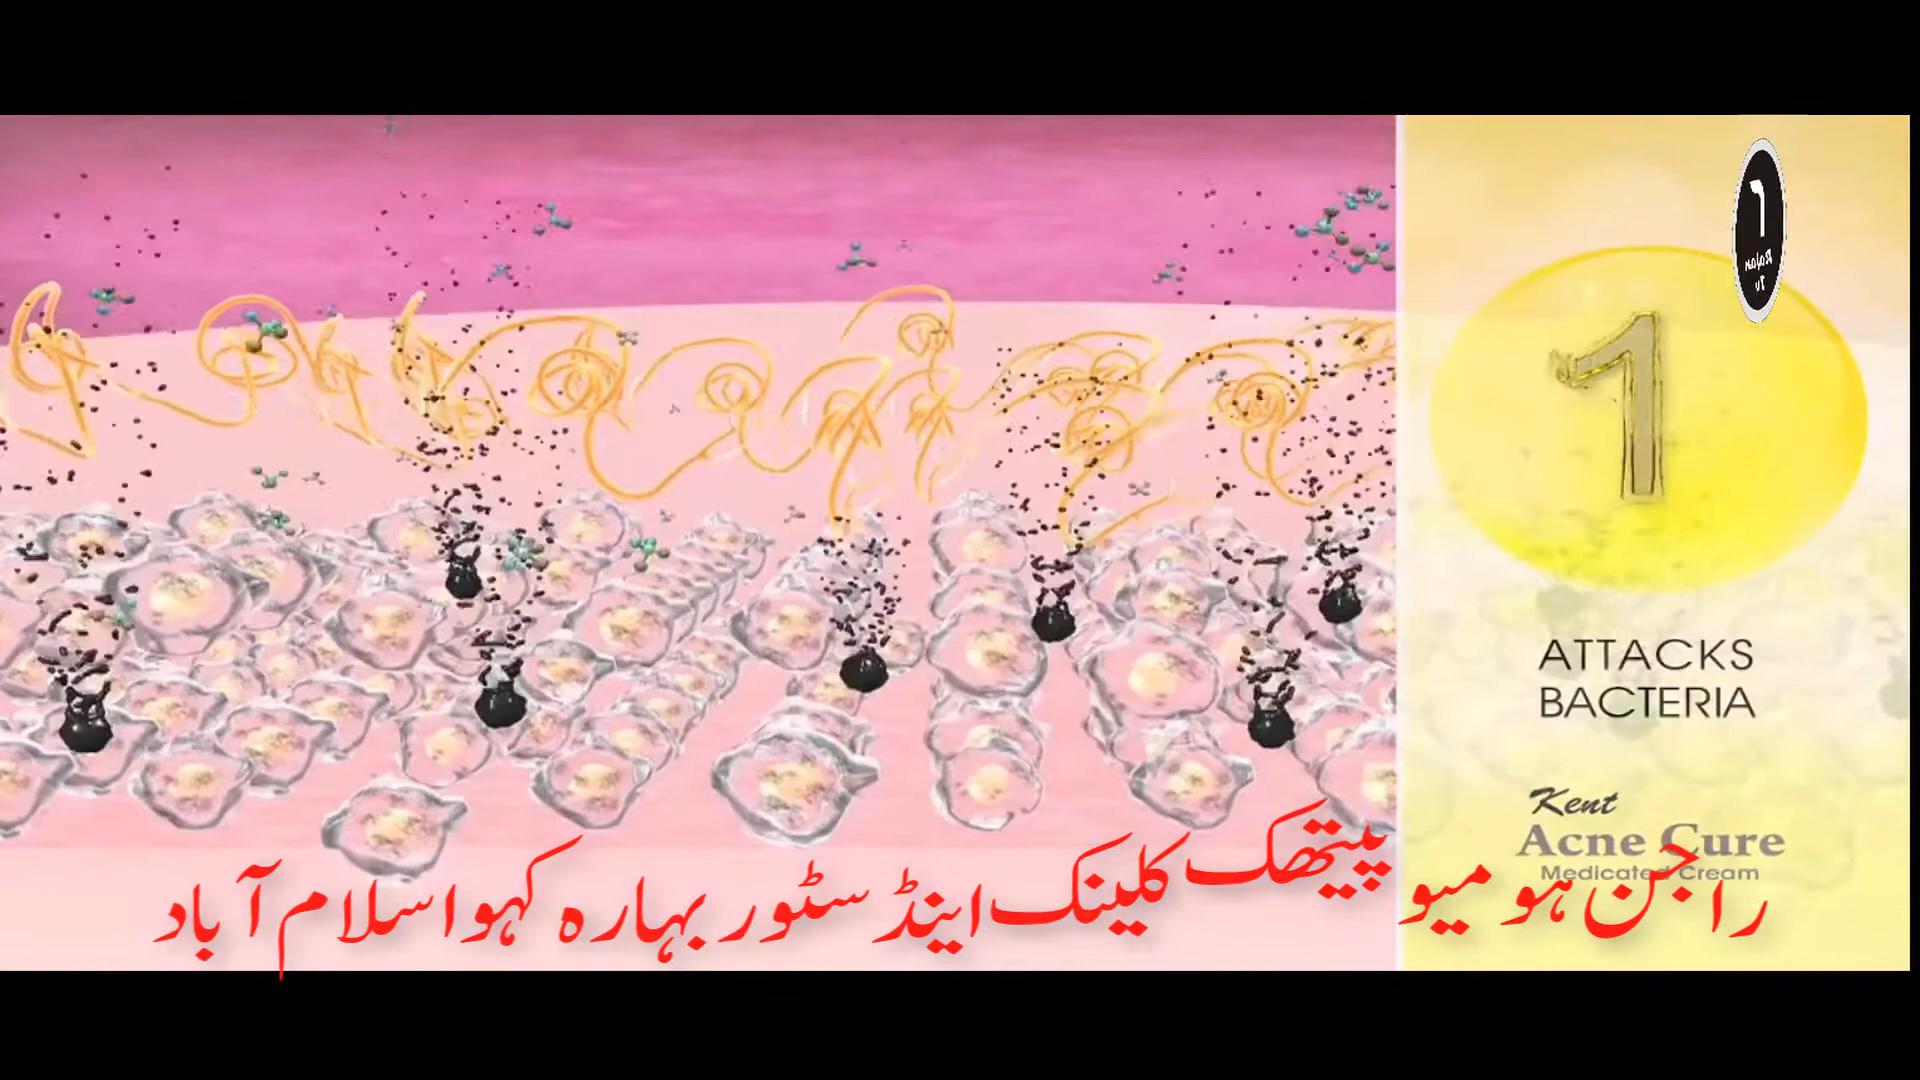 1
ATTACKS
BACTERIA
Kent
Acne Cure
Medicated Cream
راجن ہومیو پیتھک کلینک اینڈ سٹور بہارہ کہو اسلام آباد